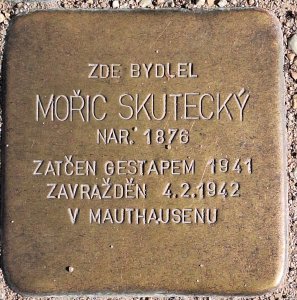 ZDE BYDLEL
MOŘIC SKUTECKÝ
NAR. 1876
ZATČEN GESTAPEM 1941
ZAVRAŽDĚN 4.2.1942
V MAUTHAUSENU